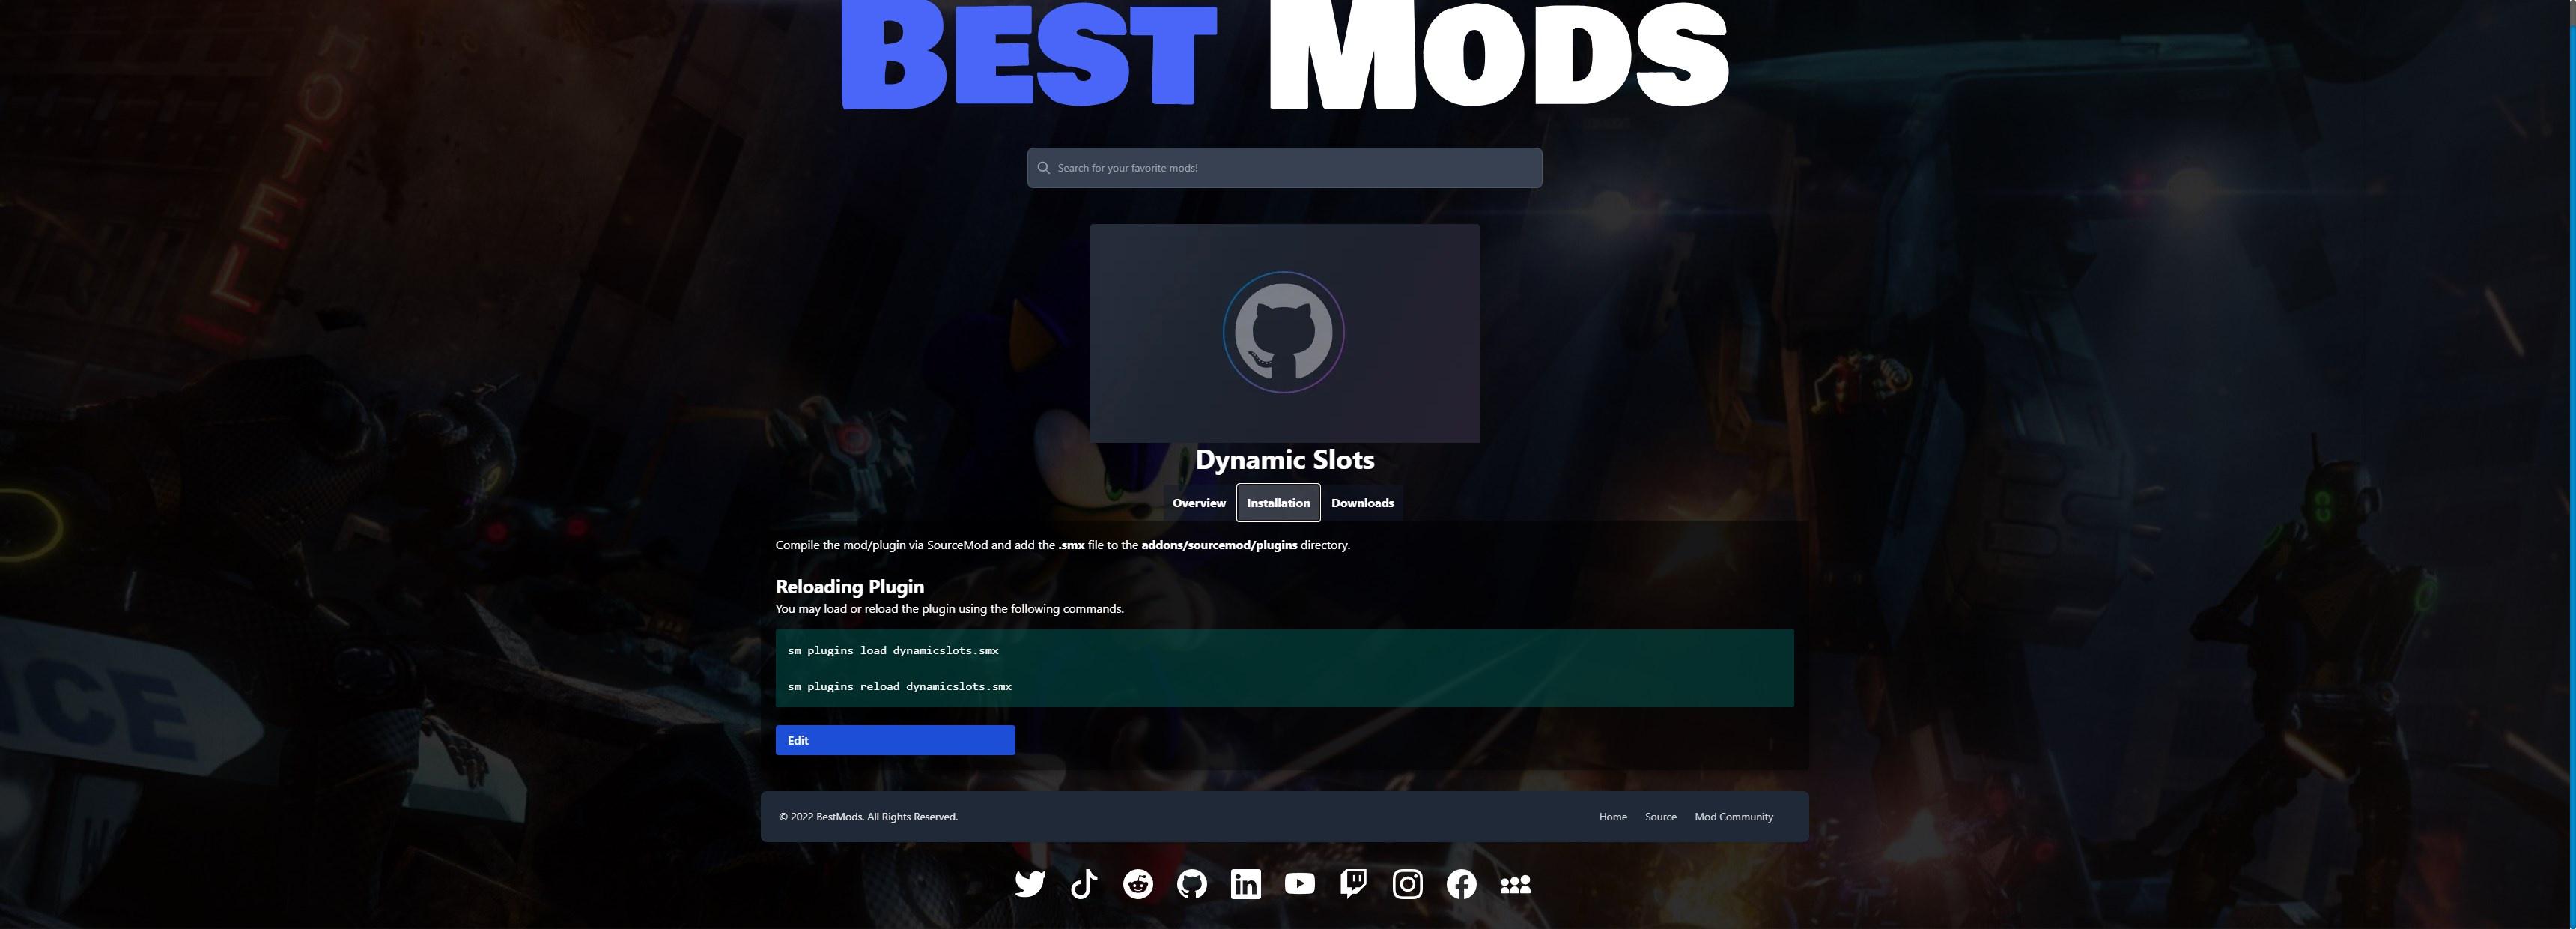 BEST MODS
Search for your favorite mods!
HOTEL
Dynamic Slots
Overview Installation Downloads
Compile the mod/plugin via SourceMod and add the .smx file to the addons/sourcemod/plugins directory.
Reloading Plugin
You may load or reload the plugin using the following commands.
sm plugins load dynamicslots.smx
sm plugins reload dynamicslots.smx
ICE
Edit
© 2022 BestMods. All Rights Reserved. Home Source Mod Community